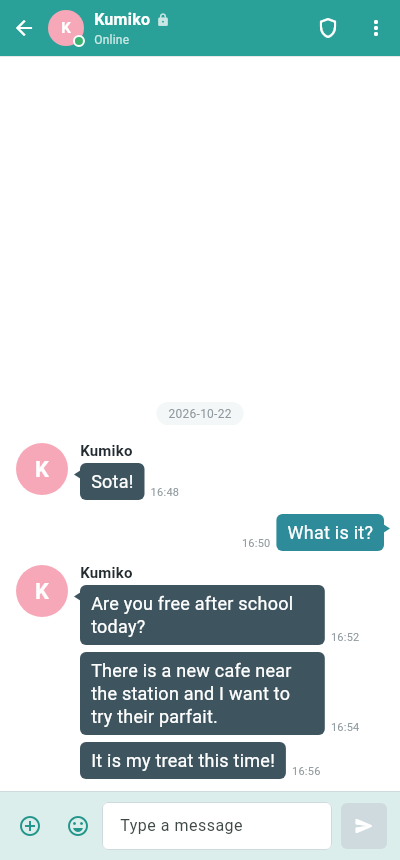 K
Kumiko
Online
2026-10-22
K
Kumiko
Sota!
16:48
What is it?
16:50
K
Kumiko
Are you free after school
today?
16:52
There is a new cafe near
the station and I want to
try their parfait.
16:54
It is my treat this time!
16:56
Type a message